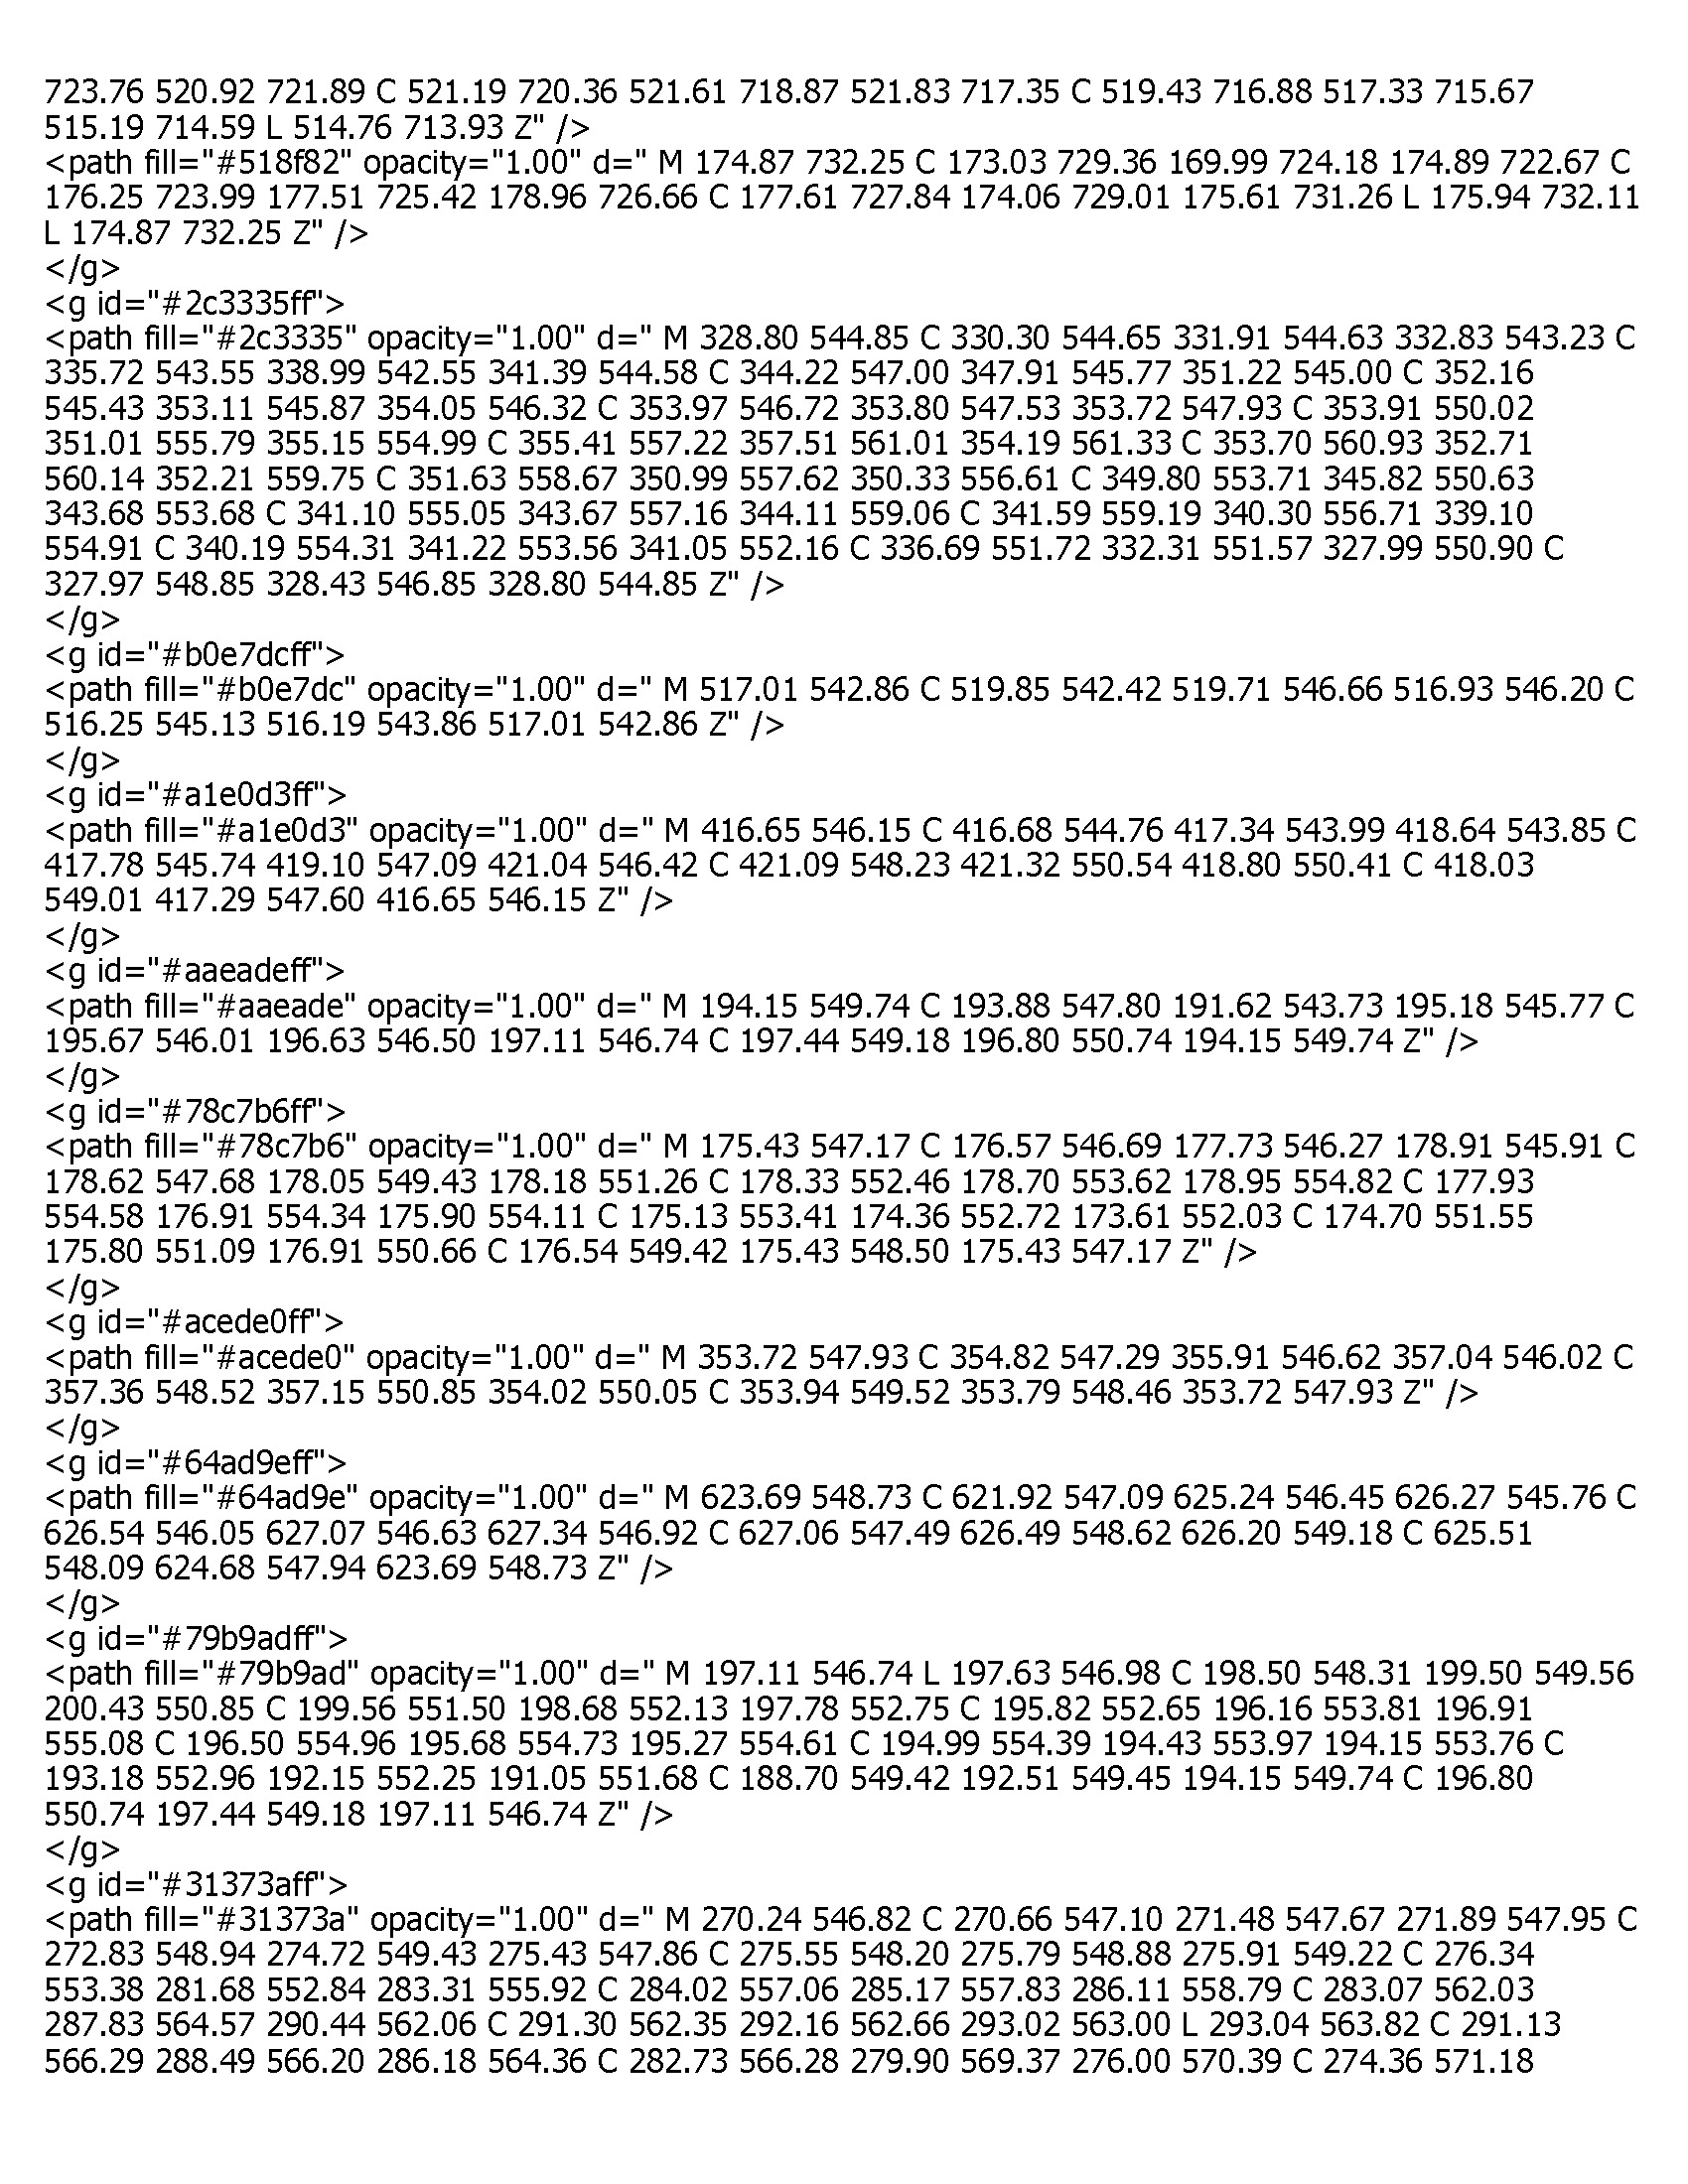 723.76 520.92 721.89 C 521.19 720.36 521.61 718.87 521.83 717.35 C 519.43 716.88 517.33 715.67
515.19 714.59 L 514.76 713.93 Z" />
<path fill="#518f82" opacity="1.00" d=" M 174.87 732.25 C 173.03 729.36 169.99 724.18 174.89 722.67 C
176.25 723.99 177.51 725.42 178.96 726.66 C 177.61 727.84 174.06 729.01 175.61 731.26 L 175.94 732.11
L 174.87 732.25 Z" />
</g>
<g id="#2c3335ff">
<path fill="#2c3335" opacity="1.00" d=" M 328.80 544.85 C 330.30 544.65 331.91 544.63 332.83 543.23 C
335.72 543.55 338.99 542.55 341.39 544.58 C 344.22 547.00 347.91 545.77 351.22 545.00 C 352.16
545.43 353.11 545.87 354.05 546.32 C 353.97 546.72 353.80 547.53 353.72 547.93 C 353.91 550.02
351.01 555.79 355.15 554.99 C 355.41 557.22 357.51 561.01 354.19 561.33 C 353.70 560.93 352.71
560.14 352.21 559.75 C 351.63 558.67 350.99 557.62 350.33 556.61 C 349.80 553.71 345.82 550.63
343.68 553.68 C 341.10 555.05 343.67 557.16 344.11 559.06 C 341.59 559.19 340.30 556.71 339.10
554.91 C 340.19 554.31 341.22 553.56 341.05 552.16 C 336.69 551.72 332.31 551.57 327.99 550.90 C
327.97 548.85 328.43 546.85 328.80 544.85 Z" />
</g>
<g id="#b0e7dcff">
<path fill="#b0e7dc" opacity="1.00" d=" M 517.01 542.86 C 519.85 542.42 519.71 546.66 516.93 546.20 C
516.25 545.13 516.19 543.86 517.01 542.86 Z" />
</g>
<g id="#a1e0d3ff">
<path fill="#a1e0d3" opacity="1.00" d=" M 416.65 546.15 C 416.68 544.76 417.34 543.99 418.64 543.85 C
417.78 545.74 419.10 547.09 421.04 546.42 C 421.09 548.23 421.32 550.54 418.80 550.41 C 418.03
549.01 417.29 547.60 416.65 546.15 Z" />
</g>
<g id="#aaeadeff">
<path fill="#aaeade" opacity="1.00" d=" M 194.15 549.74 C 193.88 547.80 191.62 543.73 195.18 545.77 C
195.67 546.01 196.63 546.50 197.11 546.74 C 197.44 549.18 196.80 550.74 194.15 549.74 Z" />
</g>
<g id="#78c7b6ff">
<path fill="#78c7b6" opacity="1.00" d=" M 175.43 547.17 C 176.57 546.69 177.73 546.27 178.91 545.91 C
178.62 547.68 178.05 549.43 178.18 551.26 C 178.33 552.46 178.70 553.62 178.95 554.82 C 177.93
554.58 176.91 554.34 175.90 554.11 C 175.13 553.41 174.36 552.72 173.61 552.03 C 174.70 551.55
175.80 551.09 176.91 550.66 C 176.54 549.42 175.43 548.50 175.43 547.17 Z" />
</g>
<g id="#acede0ff">
<path fill="#acede0" opacity="1.00" d=" M 353.72 547.93 C 354.82 547.29 355.91 546.62 357.04 546.02 C
357.36 548.52 357.15 550.85 354.02 550.05 C 353.94 549.52 353.79 548.46 353.72 547.93 Z" />
</g>
<g id="#64ad9eff">
<path fill="#64ad9e" opacity="1.00" d=" M 623.69 548.73 C 621.92 547.09 625.24 546.45 626.27 545.76 C
626.54 546.05 627.07 546.63 627.34 546.92 C 627.06 547.49 626.49 548.62 626.20 549.18 C 625.51
548.09 624.68 547.94 623.69 548.73 Z" />
</g>
<g id="#79b9adff">
<path fill="#79b9ad" opacity="1.00" d=" M 197.11 546.74 L 197.63 546.98 C 198.50 548.31 199.50 549.56
200.43 550.85 C 199.56 551.50 198.68 552.13 197.78 552.75 C 195.82 552.65 196.16 553.81 196.91
555.08 C 196.50 554.96 195.68 554.73 195.27 554.61 C 194.99 554.39 194.43 553.97 194.15 553.76 C
193.18 552.96 192.15 552.25 191.05 551.68 C 188.70 549.42 192.51 549.45 194.15 549.74 C 196.80
550.74 197.44 549.18 197.11 546.74 Z" />
</g>
<g id="#31373aff">
<path fill="#31373a" opacity="1.00" d=" M 270.24 546.82 C 270.66 547.10 271.48 547.67 271.89 547.95 C
272.83 548.94 274.72 549.43 275.43 547.86 C 275.55 548.20 275.79 548.88 275.91 549.22 C 276.34
553.38 281.68 552.84 283.31 555.92 C 284.02 557.06 285.17 557.83 286.11 558.79 C 283.07 562.03
287.83 564.57 290.44 562.06 C 291.30 562.35 292.16 562.66 293.02 563.00 L 293.04 563.82 C 291.13
566.29 288.49 566.20 286.18 564.36 C 282.73 566.28 279.90 569.37 276.00 570.39 C 274.36 571.18